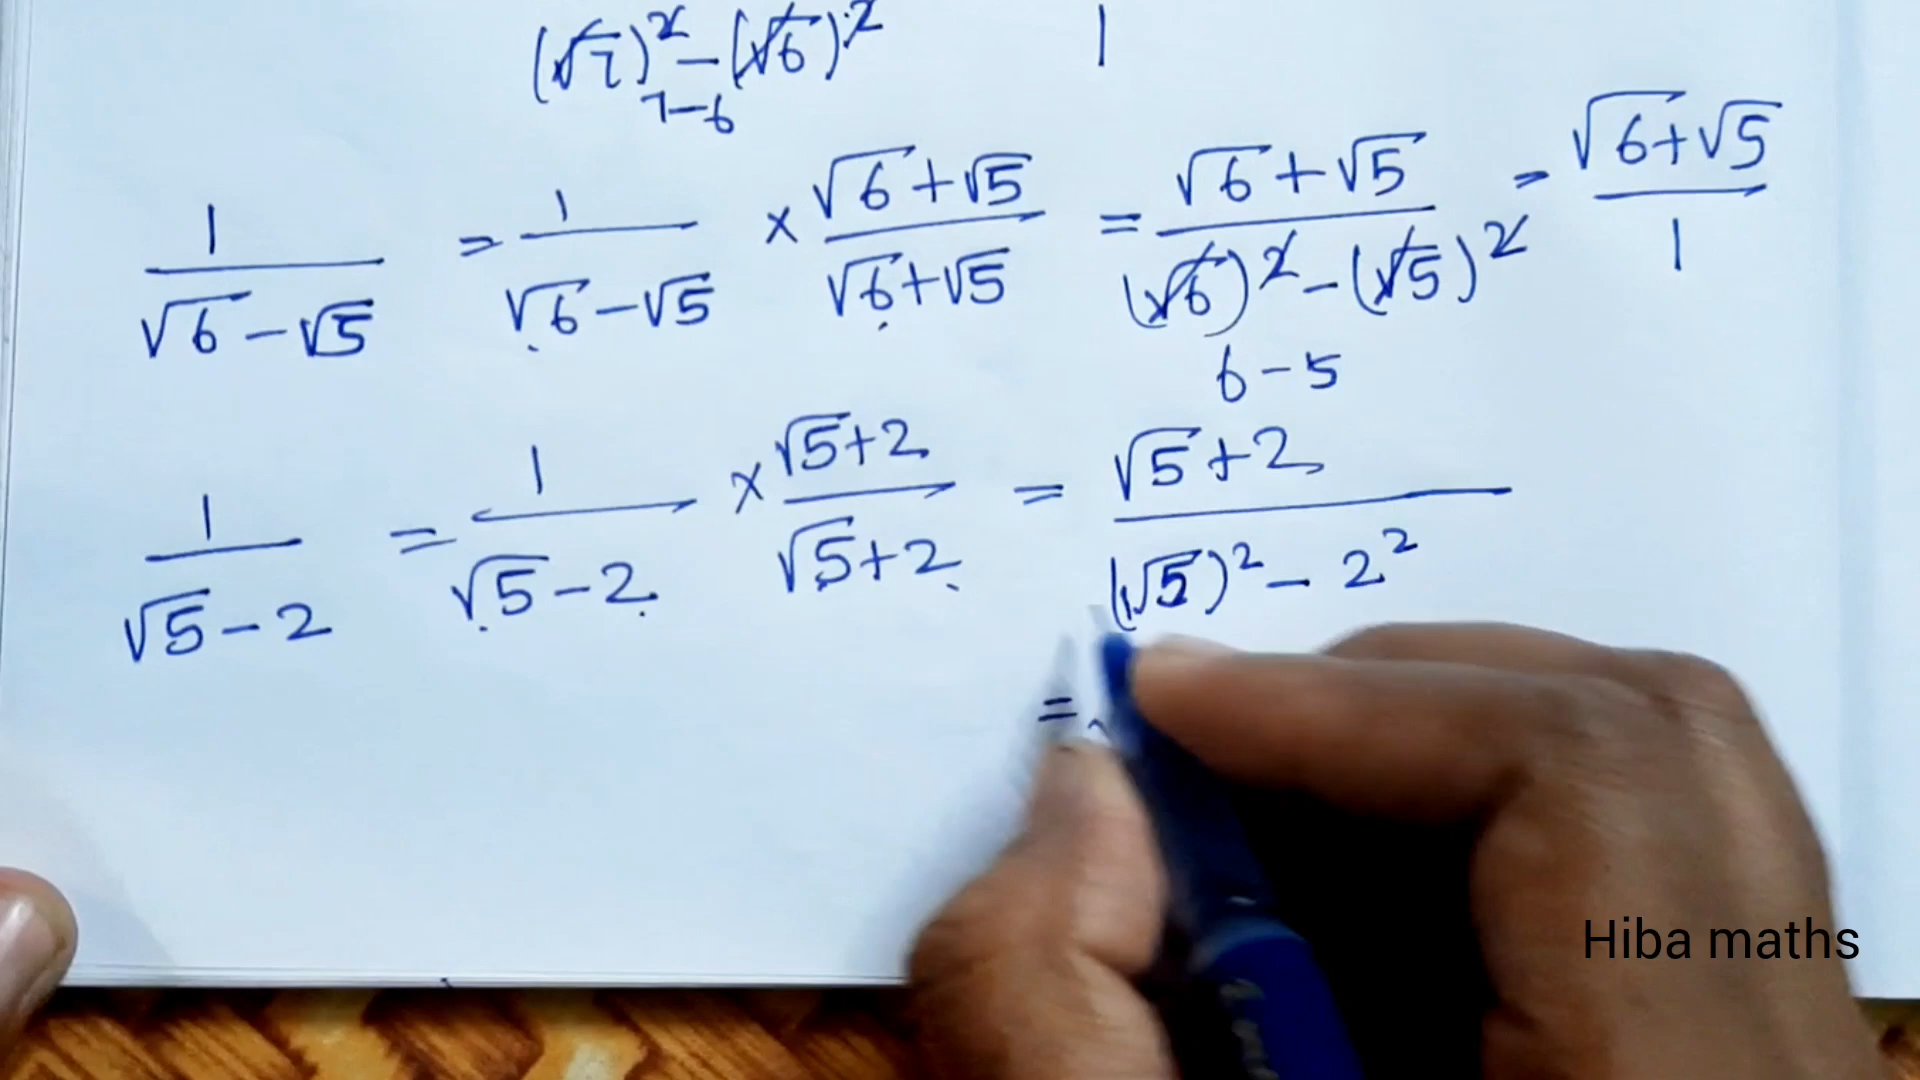 (√7)² - (√6)² 1
7-6
1/(√6-√5) = 1/(√6-√5) × (√6+√5)/(√6+√5) = (√6+√5)/((√6)²-(√5)²) = (√6+√5)/1
6-5
1/(√5-2) = 1/(√5-2) × (√5+2)/(√5+2) = (√5+2)/((√5)²-2²)
=
Hiba maths